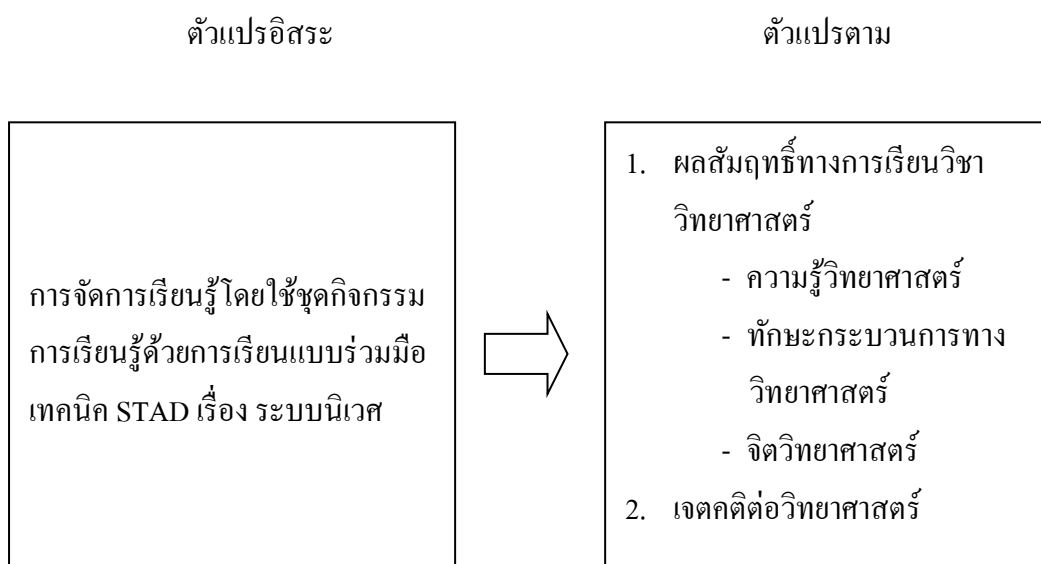 ตัวแปรอิสระ
ตัวแปรตาม
การจัดการเรียนรู้โดยใช้ชุดกิจกรรม
การเรียนรู้ด้วยการเรียนแบบร่วมมือ
เทคนิค STAD เรื่อง ระบบนิเวศ
1. ผลสัมฤทธิ์ทางการเรียนวิชา
วิทยาศาสตร์
- ความรู้วิทยาศาสตร์
- ทักษะกระบวนการทาง
วิทยาศาสตร์
- จิตวิทยาศาสตร์
2. เจตคติต่อวิทยาศาสตร์